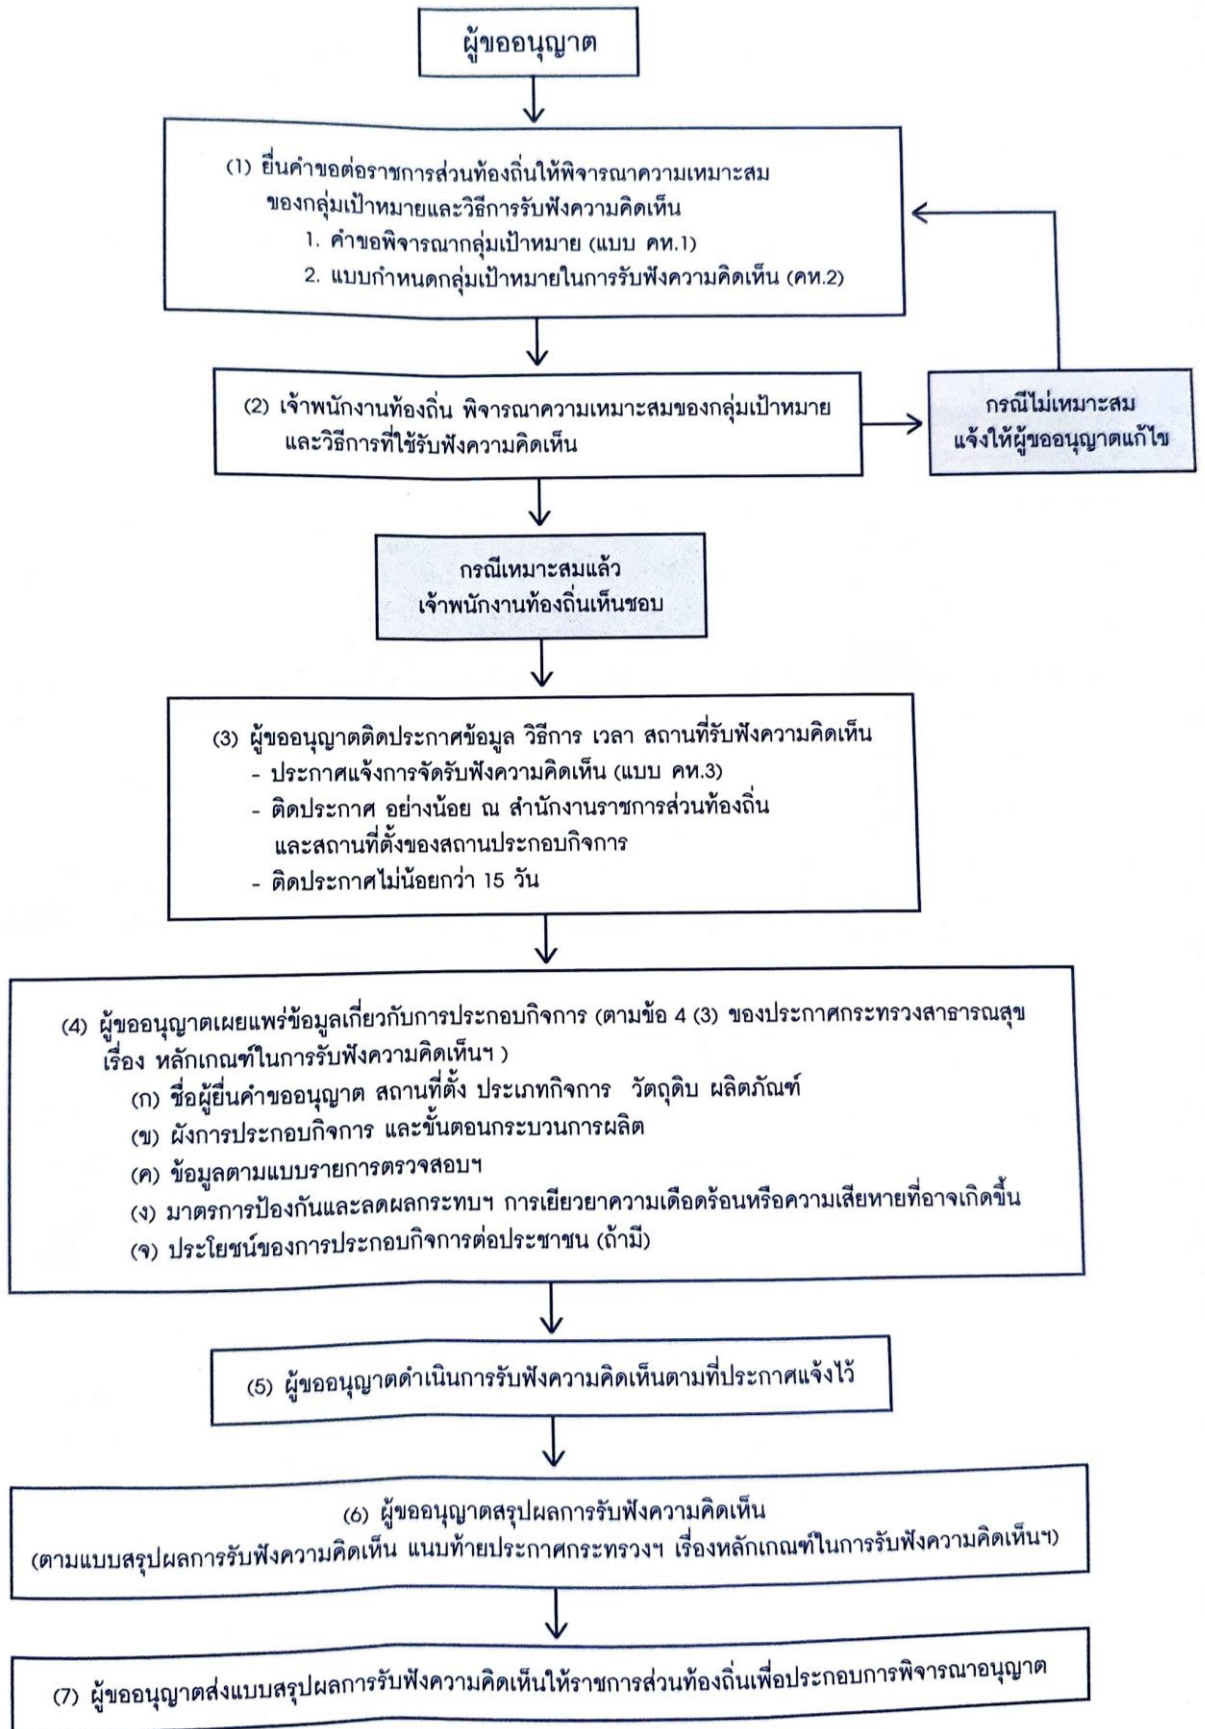 ผู้ขออนุญาต
(1) ยื่นคำขอต่อราชการส่วนท้องถิ่นให้พิจารณาความเหมาะสม
ของกลุ่มเป้าหมายและวิธีการรับฟังความคิดเห็น
1. คำขอพิจารณากลุ่มเป้าหมาย (แบบ คห.1)
2. แบบกำหนดกลุ่มเป้าหมายในการรับฟังความคิดเห็น (คห.2)
(2) เจ้าพนักงานท้องถิ่น พิจารณาความเหมาะสมของกลุ่มเป้าหมาย
และวิธีการที่ใช้รับฟังความคิดเห็น
กรณีไม่เหมาะสม
แจ้งให้ผู้ขออนุญาตแก้ไข
กรณีเหมาะสมแล้ว
เจ้าพนักงานท้องถิ่นเห็นชอบ
(3) ผู้ขออนุญาตติดประกาศข้อมูล วิธีการ เวลา สถานที่รับฟังความคิดเห็น
- ประกาศแจ้งการจัดรับฟังความคิดเห็น (แบบ คห.3)
- ติดประกาศ อย่างน้อย ณ สำนักงานราชการส่วนท้องถิ่น
และสถานที่ตั้งของสถานประกอบกิจการ
- ติดประกาศไม่น้อยกว่า 15 วัน
(4) ผู้ขออนุญาตเผยแพร่ข้อมูลเกี่ยวกับการประกอบกิจการ (ตามข้อ 4 (3) ของประกาศกระทรวงสาธารณสุข
เรื่อง หลักเกณฑ์ในการรับฟังความคิดเห็นฯ )
(ก) ชื่อผู้ยื่นคำขออนุญาต สถานที่ตั้ง ประเภทกิจการ วัตถุดิบ ผลิตภัณฑ์
(ข) ผังการประกอบกิจการ และขั้นตอนกระบวนการผลิต
(ค) ข้อมูลตามแบบรายการตรวจสอบฯ
(ง) มาตรการป้องกันและลดผลกระทบฯ การเยียวยาความเดือดร้อนหรือความเสียหายที่อาจเกิดขึ้น
(จ) ประโยชน์ของการประกอบกิจการต่อประชาชน (ถ้ามี)
(5) ผู้ขออนุญาตดำเนินการรับฟังความคิดเห็นตามที่ประกาศแจ้งไว้
(6) ผู้ขออนุญาตสรุปผลการรับฟังความคิดเห็น
(ตามแบบสรุปผลการรับฟังความคิดเห็น แนบท้ายประกาศกระทรวงฯ เรื่องหลักเกณฑ์ในการรับฟังความคิดเห็นฯ)
(7) ผู้ขออนุญาตส่งแบบสรุปผลการรับฟังความคิดเห็นให้ราชการส่วนท้องถิ่นเพื่อประกอบการพิจารณาอนุญาต